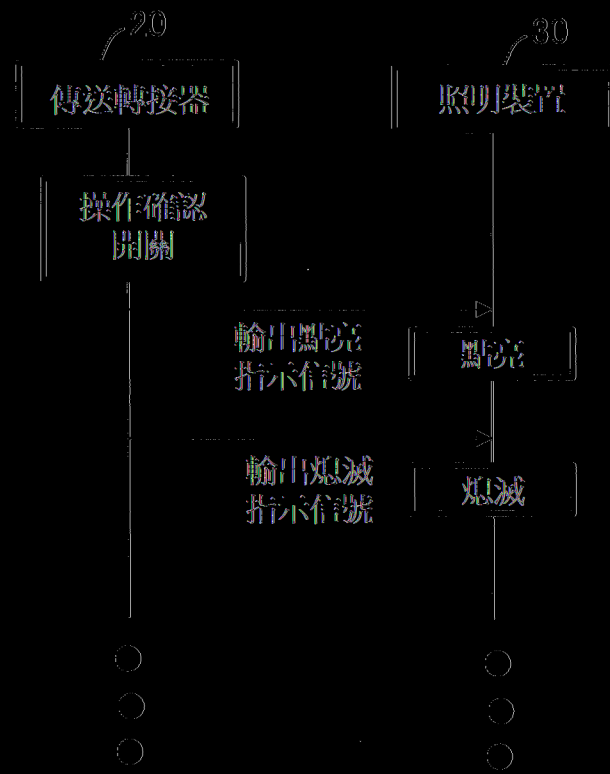 20
30
傳送轉接器
照明裝置
操作確認
開關
輸出點亮
指示信號
點亮
輸出熄滅
指示信號
熄滅